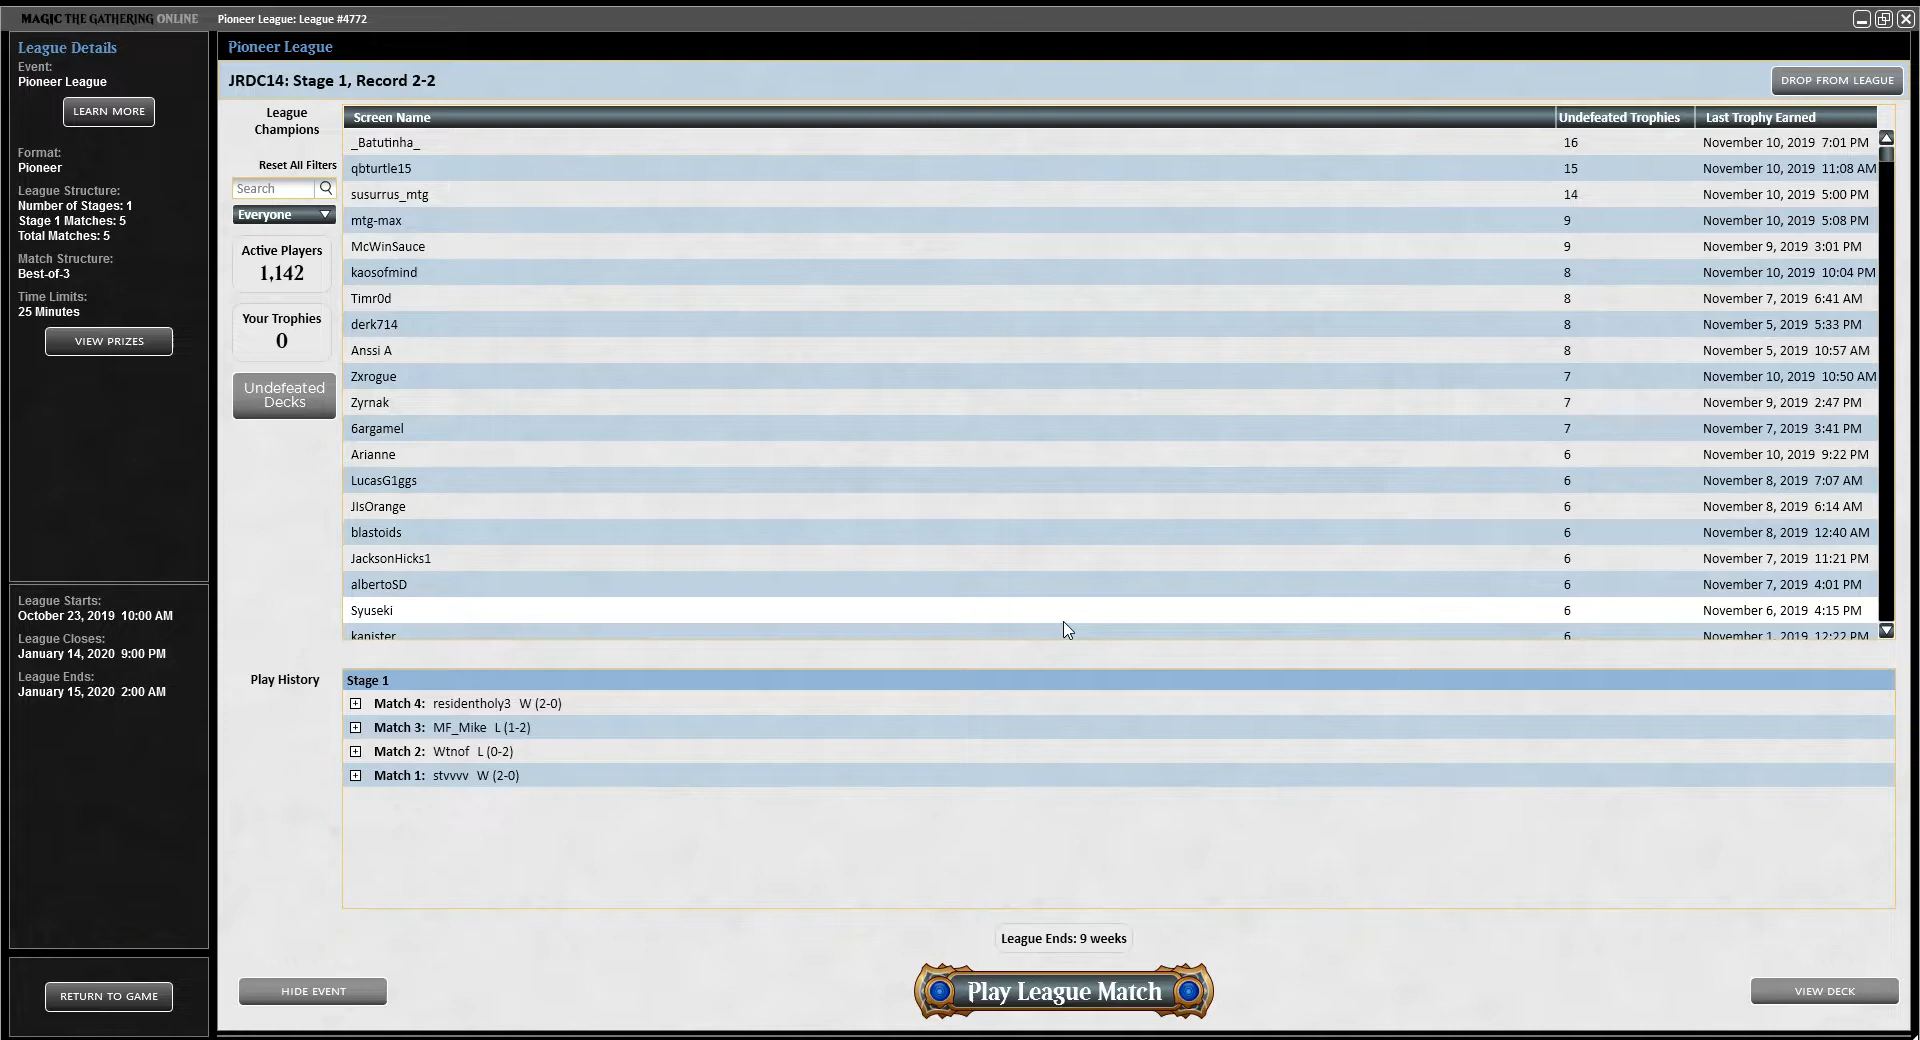 MAGIC THE GATHERING ONLINE Pioneer League: League #4772
League Details
Event:
Pioneer League
LEARN MORE
Format:
Pioneer
League Structure:
Number of Stages: 1
Stage 1 Matches: 5
Total Matches: 5
Match Structure:
Best-of-3
Time Limits:
25 Minutes
VIEW PRIZES
League Starts:
October 23, 2019 10:00 AM
League Closes:
January 14, 2020 9:00 PM
League Ends:
January 15, 2020 2:00 AM
RETURN TO GAME
Pioneer League
JRDC14: Stage 1, Record 2-2
DROP FROM LEAGUE
League
Champions
Reset All Filters
Search
Everyone
Active Players
1,142
Your Trophies
0
Undefeated
Decks
Screen Name Undefeated Trophies Last Trophy Earned
_Batutinha_ 16 November 10, 2019 7:01 PM
qbturtle15 15 November 10, 2019 11:08 AM
susurrus_mtg 14 November 10, 2019 5:00 PM
mtg-max 9 November 10, 2019 5:08 PM
McWinSauce 9 November 9, 2019 3:01 PM
kaosofmind 8 November 10, 2019 10:04 PM
Timr0d 8 November 7, 2019 6:41 AM
derk714 8 November 5, 2019 5:33 PM
Anssi A 8 November 5, 2019 10:57 AM
Zxrogue 7 November 10, 2019 10:50 AM
Zyrnak 7 November 9, 2019 2:47 PM
6argamel 7 November 7, 2019 3:41 PM
Arianne 6 November 10, 2019 9:22 PM
LucasG1ggs 6 November 8, 2019 7:07 AM
JIsOrange 6 November 8, 2019 6:14 AM
blastoids 6 November 8, 2019 12:40 AM
JacksonHicks1 6 November 7, 2019 11:21 PM
albertoSD 6 November 7, 2019 4:01 PM
Syuseki 6 November 6, 2019 4:15 PM
kanister 6 November 1, 2019 12:22 PM
Play History
Stage 1
Match 4: residentholy3 W (2-0)
Match 3: MF_Mike L (1-2)
Match 2: Wtnof L (0-2)
Match 1: stvvvv W (2-0)
League Ends: 9 weeks
HIDE EVENT
Play League Match
VIEW DECK